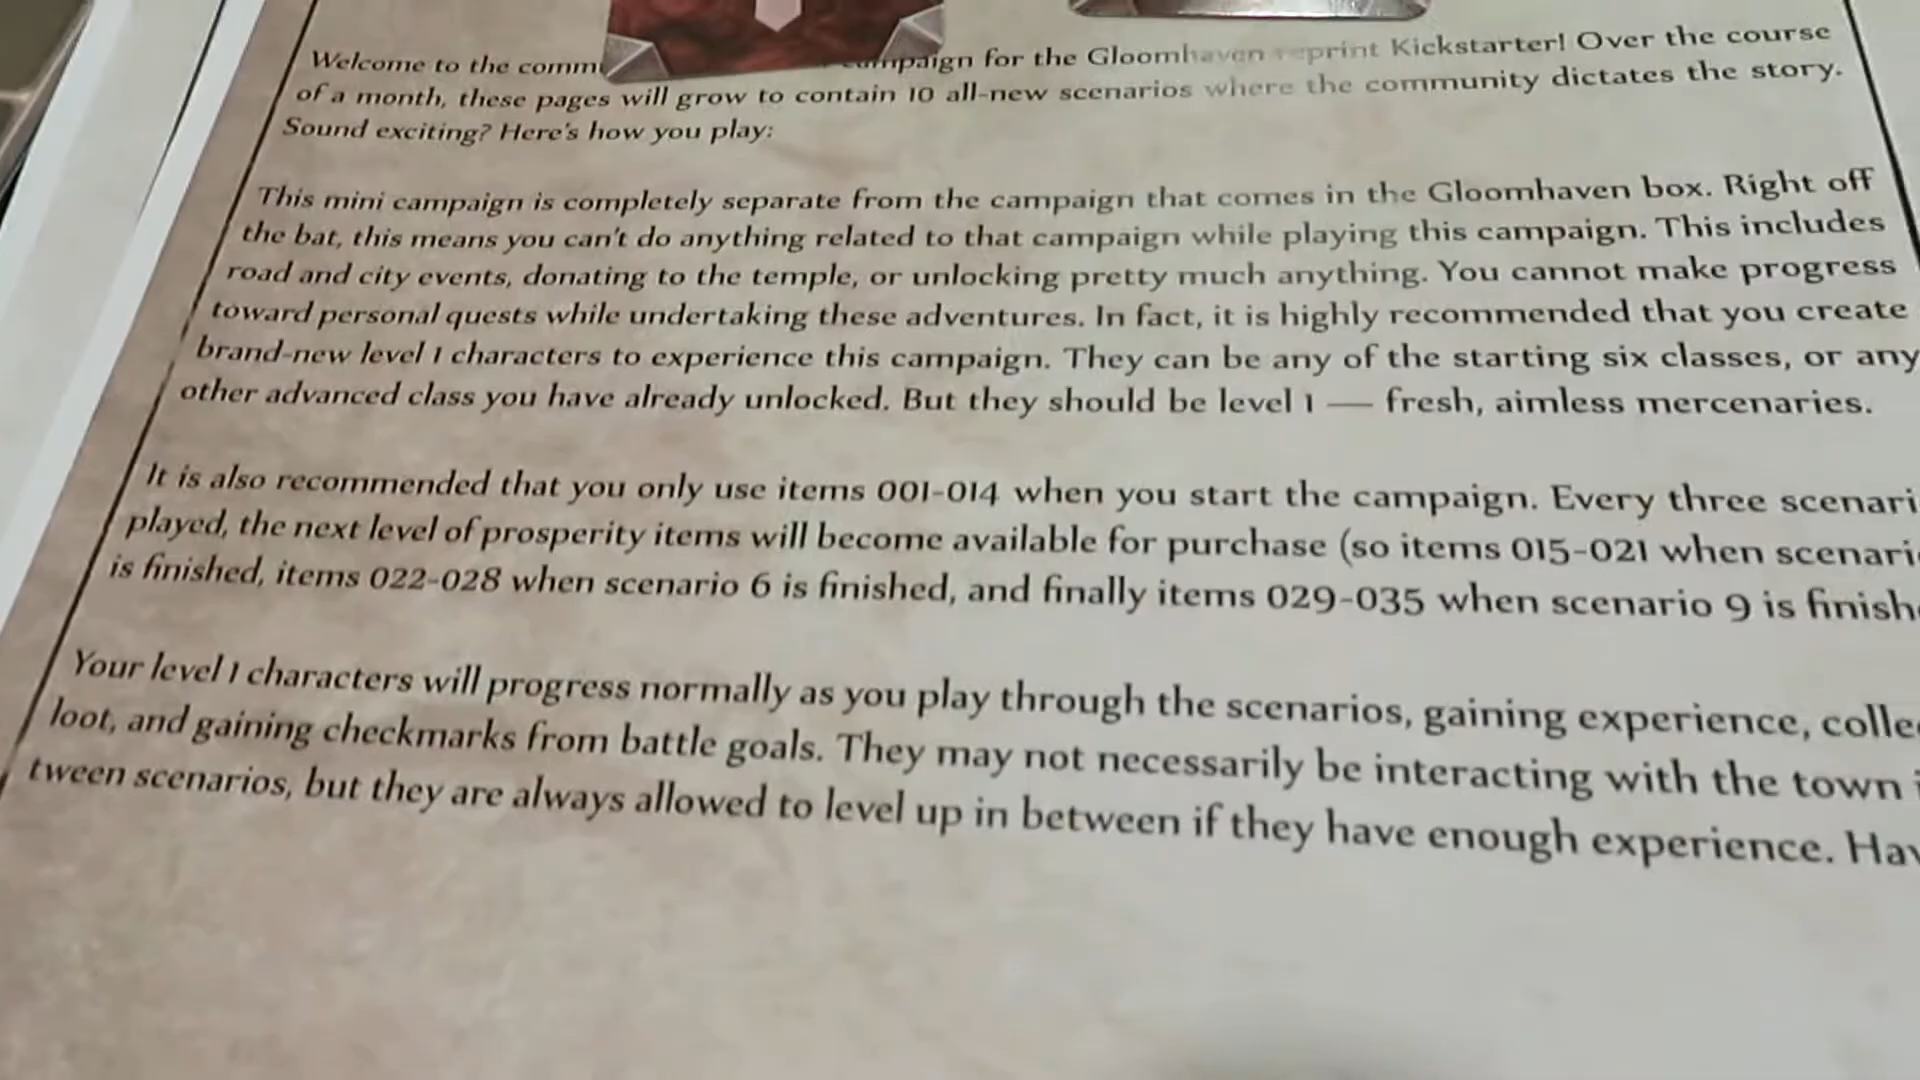 Welcome to the comm mpaign for the Gloomhaven reprint Kickstarter! Over the course
of a month, these pages will grow to contain 10 all-new scenarios where the community dictates the story.
Sound exciting? Here's how you play:
This mini campaign is completely separate from the campaign that comes in the Gloomhaven box. Right off
the bat, this means you can't do anything related to that campaign while playing this campaign. This includes
road and city events, donating to the temple, or unlocking pretty much anything. You cannot make progress
toward personal quests while undertaking these adventures. In fact, it is highly recommended that you create
brand-new level 1 characters to experience this campaign. They can be any of the starting six classes, or any
other advanced class you have already unlocked. But they should be level 1 — fresh, aimless mercenaries.
It is also recommended that you only use items 001-014 when you start the campaign. Every three scenari
played, the next level of prosperity items will become available for purchase (so items 015-021 when scenari
is finished, items 022-028 when scenario 6 is finished, and finally items 029-035 when scenario 9 is finish
Your level 1 characters will progress normally as you play through the scenarios, gaining experience, colle
loot, and gaining checkmarks from battle goals. They may not necessarily be interacting with the town i
tween scenarios, but they are always allowed to level up in between if they have enough experience. Hav